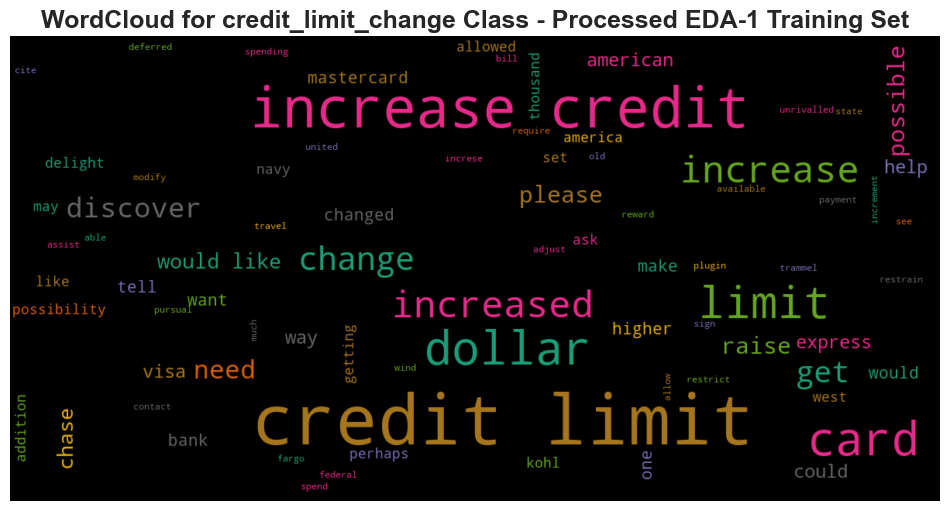 WordCloud for credit_limit_change Class - Processed EDA-1 Training Set
deferred
spending
allowed
bill
cite
mastercard
thousand
american
possible
increase credit
unrivalled
state
require
america
united
delight
modify
navy
increse
set
old
increase
help
may
discover
changed
please
available
payment
increment
reward
travel
able
assist
adjust
ask
see
would like
change
make
plugin
trammel
like
tell
want
restrain
possibility
pursual
increased
limit
much
way
getting
higher
sign
raise
express
dollar
visa
need
wind
restrict
allow
get
would
west
addition
chase
contact
credit limit
bank
perhaps
card
fargo
federal
spend
kohl
one
could